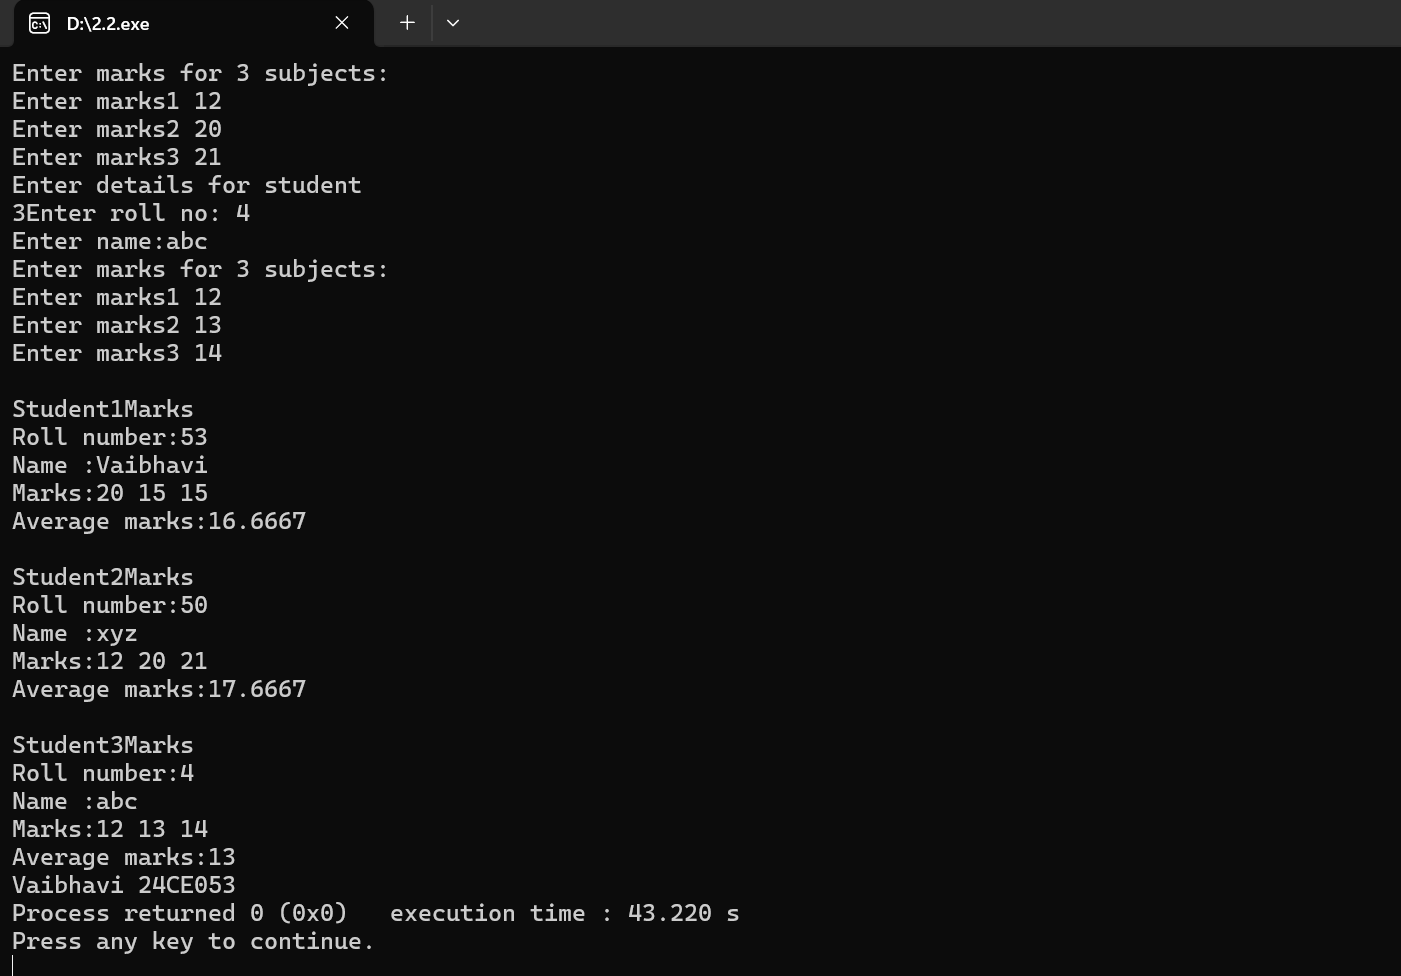 D:\2.2.exe
Enter marks for 3 subjects:
Enter marks1 12
Enter marks2 20
Enter marks3 21
Enter details for student
3Enter roll no: 4
Enter name:abc
Enter marks for 3 subjects:
Enter marks1 12
Enter marks2 13
Enter marks3 14
Student1Marks
Roll number:53
Name :Vaibhavi
Marks:20 15 15
Average marks:16.6667
Student2Marks
Roll number:50
Name :xyz
Marks:12 20 21
Average marks:17.6667
Student3Marks
Roll number:4
Name :abc
Marks:12 13 14
Average marks:13
Vaibhavi 24CE053
Process returned 0 (0x0)   execution time : 43.220 s
Press any key to continue.